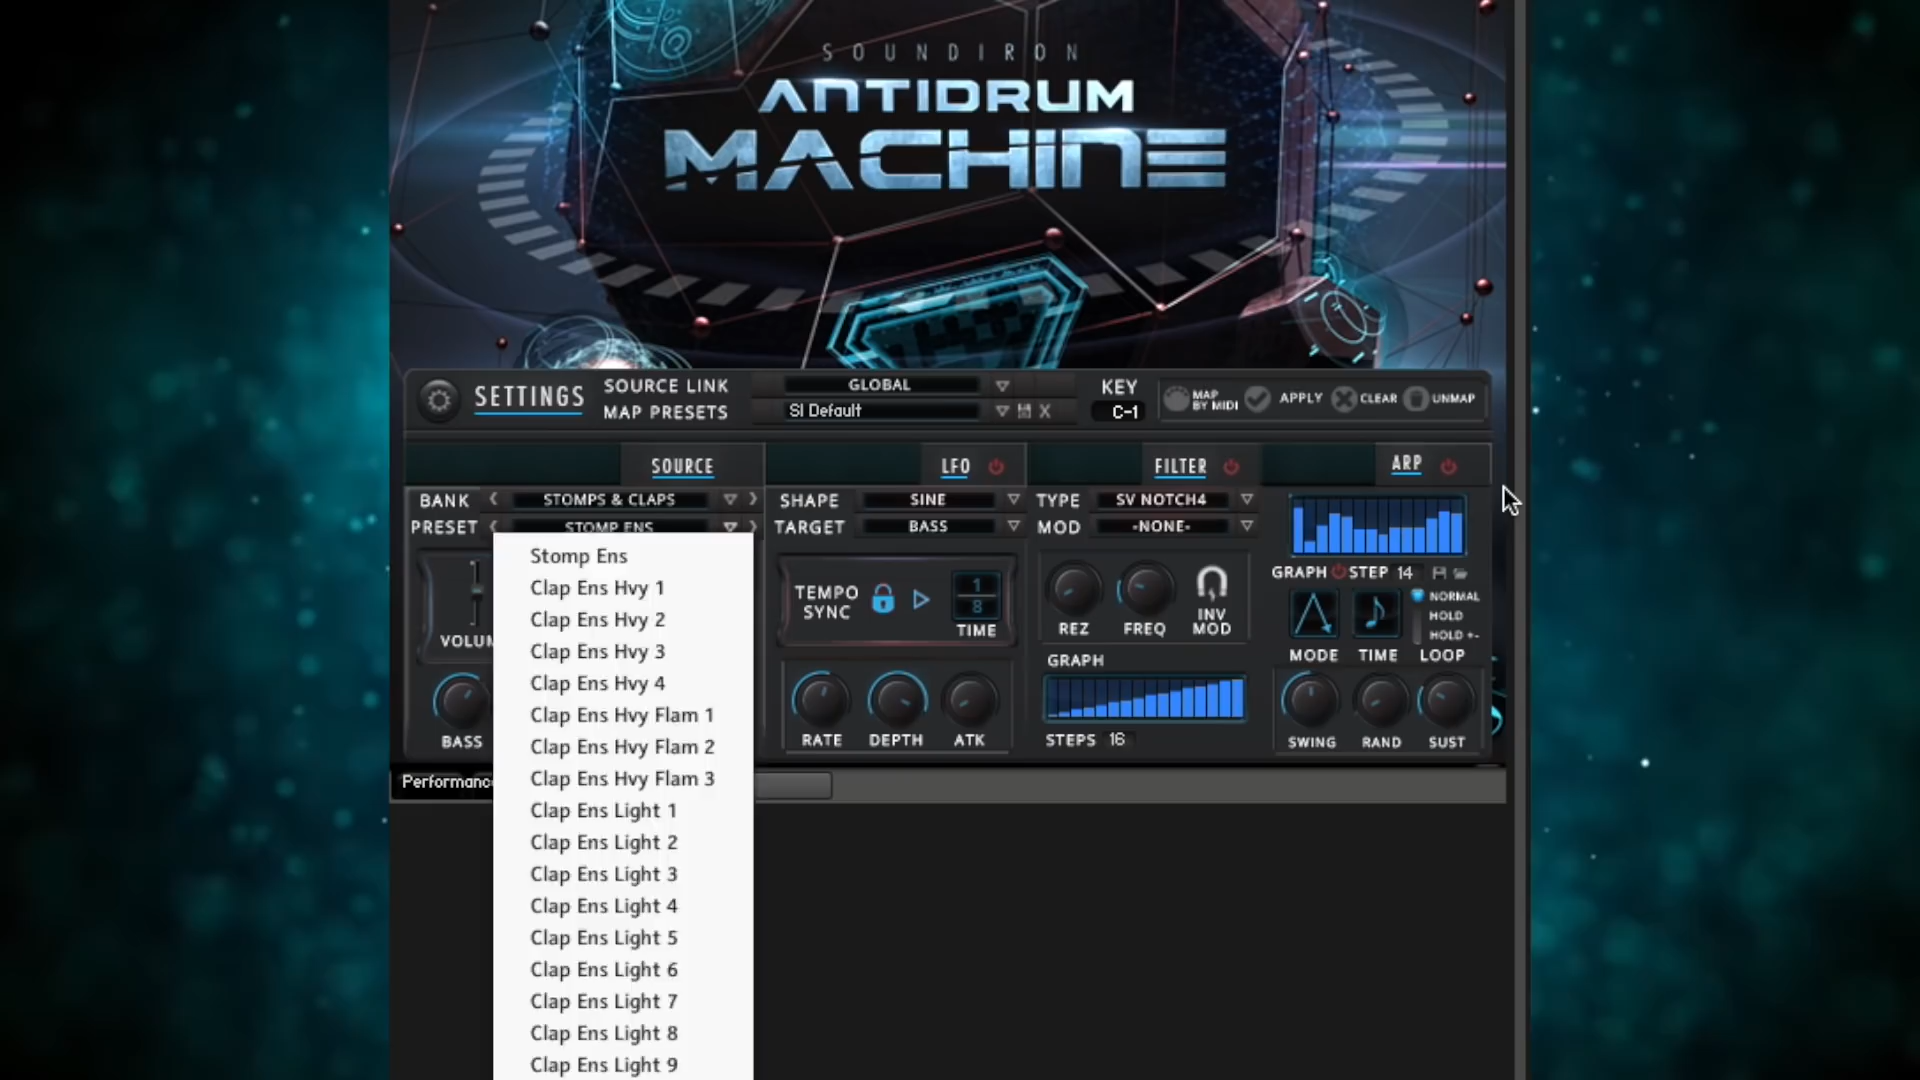 SOUNDIRON
ANTIDRUM
MACHINE
SETTINGS
SOURCE LINK
GLOBAL
MAP PRESETS
SI Default
X
KEY
C-1
MAP BY MIDI
APPLY
CLEAR
UNMAP
SOURCE
BANK
STOMPS & CLAPS
PRESET
STOMP ENS
Stomp Ens
Clap Ens Hvy 1
Clap Ens Hvy 2
Clap Ens Hvy 3
Clap Ens Hvy 4
Clap Ens Hvy Flam 1
Clap Ens Hvy Flam 2
Clap Ens Hvy Flam 3
Clap Ens Light 1
Clap Ens Light 2
Clap Ens Light 3
Clap Ens Light 4
Clap Ens Light 5
Clap Ens Light 6
Clap Ens Light 7
Clap Ens Light 8
Clap Ens Light 9
VOLUM
BASS
Performanc
LFO
SHAPE
SINE
TARGET
BASS
TEMPO
SYNC
1
8
TIME
RATE
DEPTH
ATK
FILTER
TYPE
SV NOTCH4
MOD
-NONE-
REZ
FREQ
INV
MOD
GRAPH
STEPS 16
ARP
GRAPH
STEP 14
NORMAL
HOLD
HOLD +-
MODE
TIME
LOOP
SWING
RAND
SUST